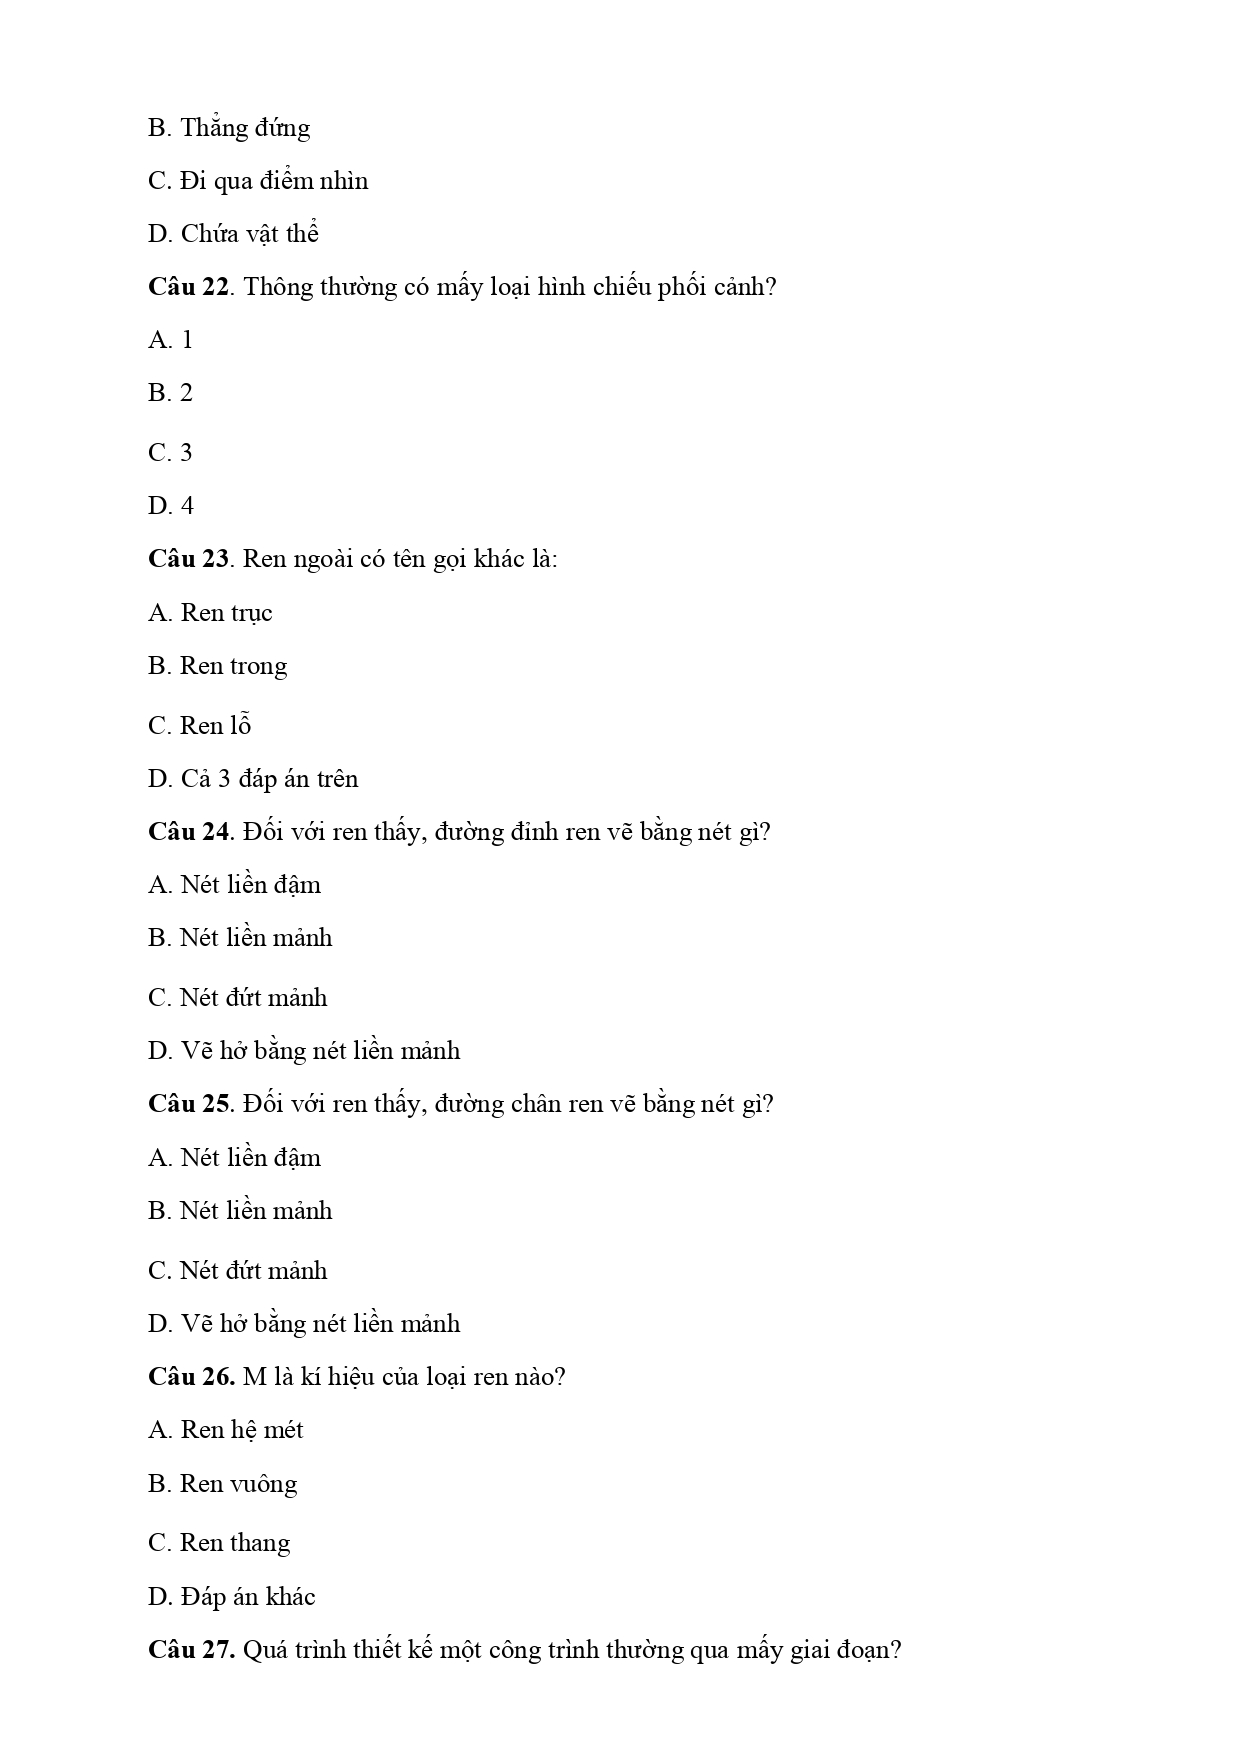 B. Thẳng đứng
C. Đi qua điểm nhìn
D. Chứa vật thể
Câu 22. Thông thường có mấy loại hình chiếu phối cảnh?
A. 1
B. 2
C. 3
D. 4
Câu 23. Ren ngoài có tên gọi khác là:
A. Ren trục
B. Ren trong
C. Ren lỗ
D. Cả 3 đáp án trên
Câu 24. Đối với ren thấy, đường đỉnh ren vẽ bằng nét gì?
A. Nét liền đậm
B. Nét liền mảnh
C. Nét đứt mảnh
D. Vẽ hở bằng nét liền mảnh
Câu 25. Đối với ren thấy, đường chân ren vẽ bằng nét gì?
A. Nét liền đậm
B. Nét liền mảnh
C. Nét đứt mảnh
D. Vẽ hở bằng nét liền mảnh
Câu 26. M là kí hiệu của loại ren nào?
A. Ren hệ mét
B. Ren vuông
C. Ren thang
D. Đáp án khác
Câu 27. Quá trình thiết kế một công trình thường qua mấy giai đoạn?